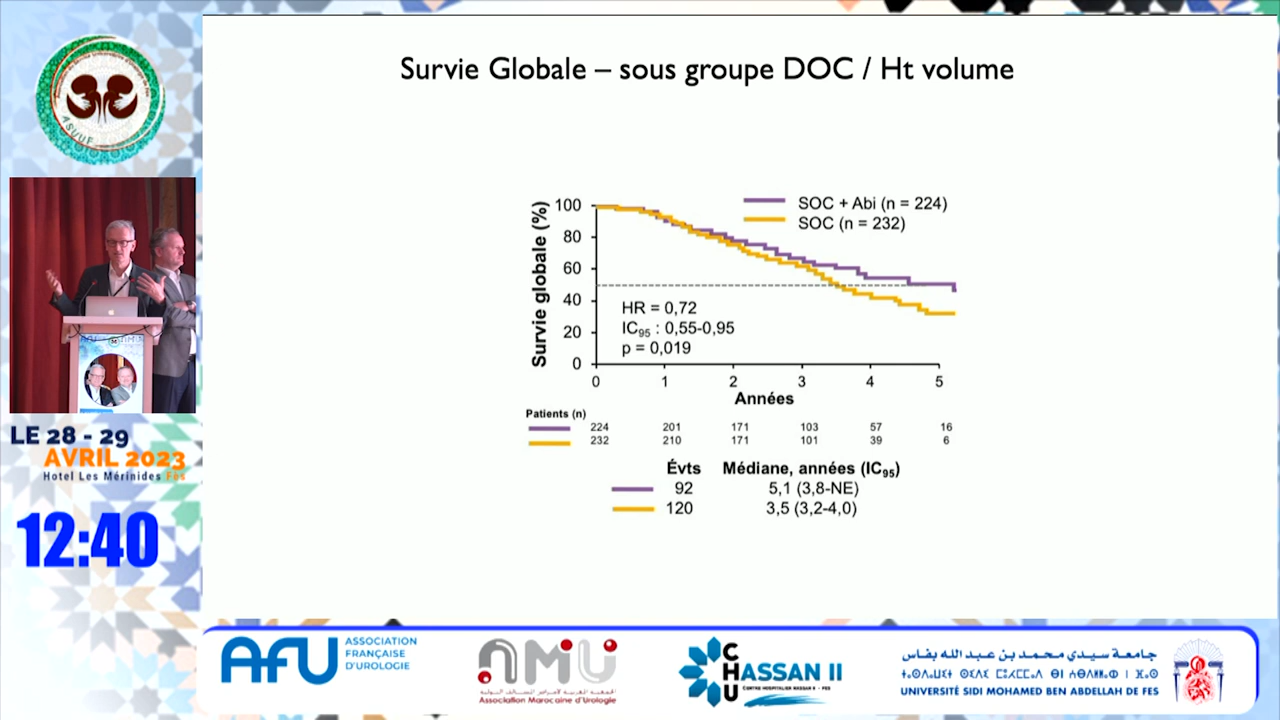 Survie Globale – sous groupe DOC / Ht volume
ASUUF
LE 28 - 29
AVRIL 2023
Hotel Les Mérinides Fes
12:40
Survie globale (%)
100
80
60
40
20
0
SOC + Abi (n = 224)
SOC (n = 232)
HR = 0,72
IC95 : 0,55-0,95
p = 0,019
0 1 2 3 4 5
Années
Patients (n)
224 201 171 103 57 16
232 210 171 101 39 6
Évts Médiane, années (IC95)
92 5,1 (3,8-NE)
120 3,5 (3,2-4,0)
AFU
ASSOCIATION
FRANÇAISE
D'UROLOGIE
AMU
Association Marocaine d'Urologie
CHU
HASSAN II
CENTRE HOSPITALIER HASSAN II - FES
جامعة سيدي محمد بن عبد الله بفاس
UNIVERSITÉ SIDI MOHAMED BEN ABDELLAH DE FES